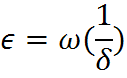 ϵ = ω(1/δ)